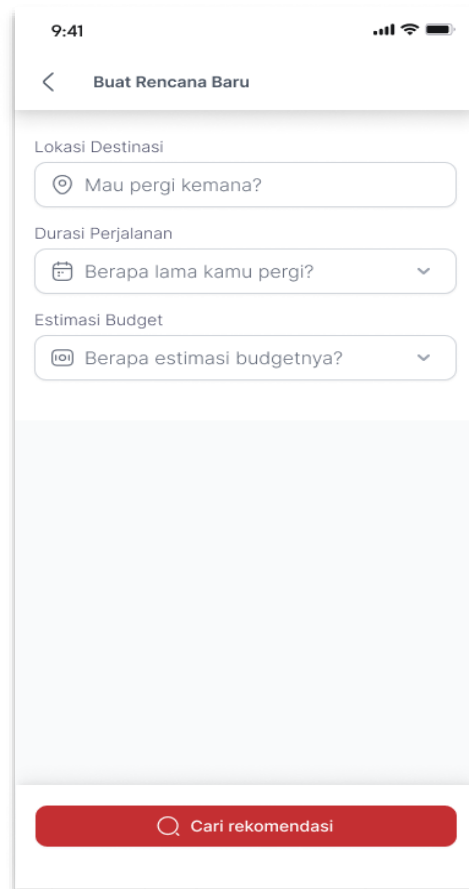 9:41
Buat Rencana Baru
Lokasi Destinasi
Mau pergi kemana?
Durasi Perjalanan
Berapa lama kamu pergi?
Estimasi Budget
Berapa estimasi budgetnya?
Cari rekomendasi